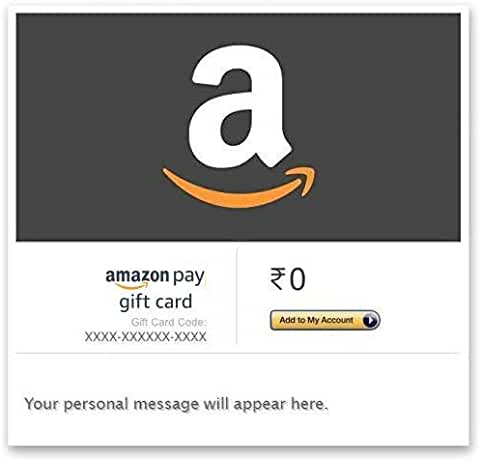 a
amazon pay
gift card
Gift Card Code:
XXXX-XXXXXX-XXXX
₹0
Add to My Account
Your personal message will appear here.